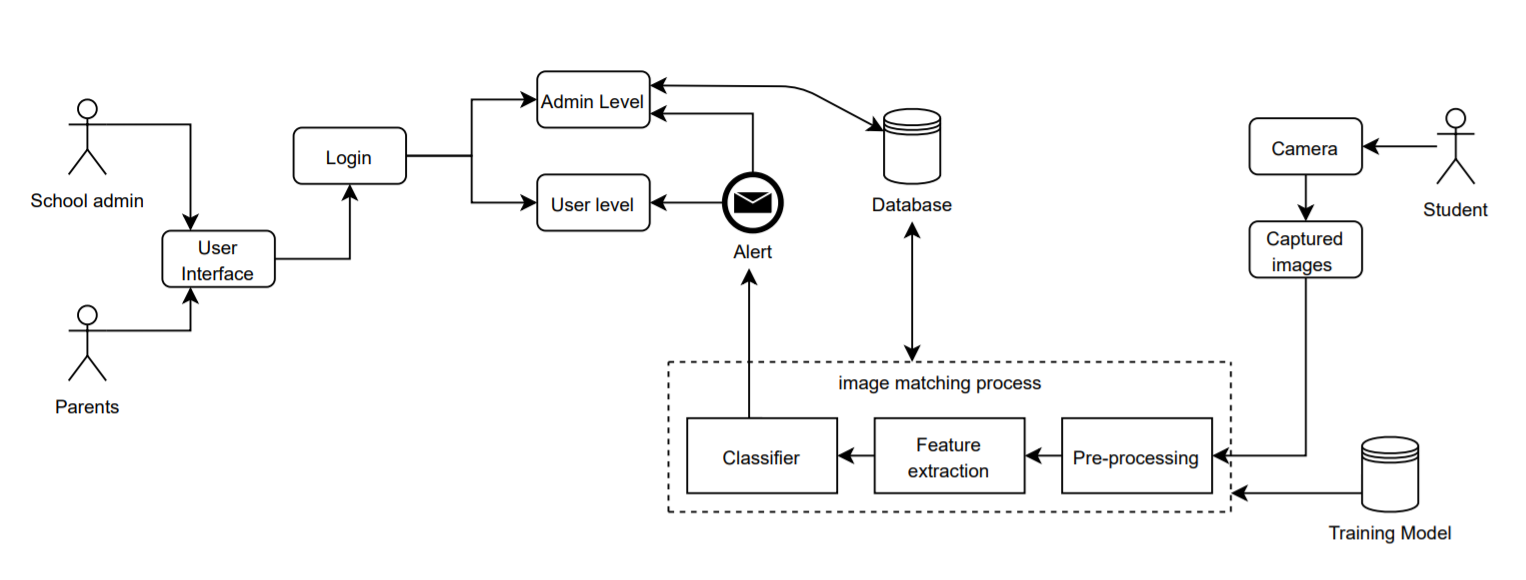 Admin Level
Login
School admin
User level
Database
Alert
User
Interface
Parents
Camera
Student
Captured
images
image matching process
Classifier
Feature
extraction
Pre-processing
Training Model